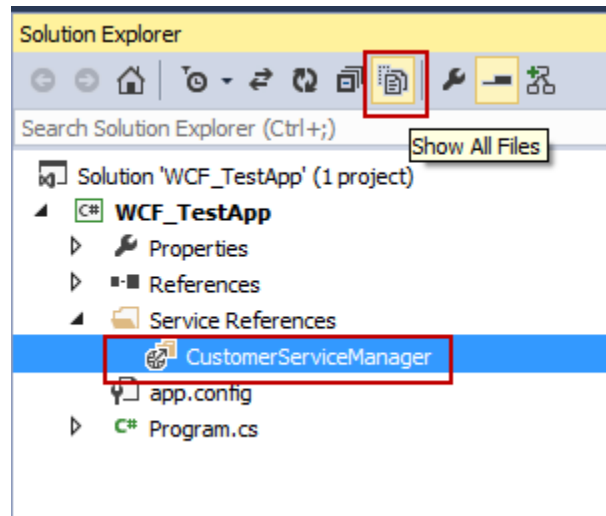 Solution Explorer
Search Solution Explorer (Ctrl+;)
Show All Files
Solution 'WCF_TestApp' (1 project)
C# WCF_TestApp
Properties
References
Service References
CustomerServiceManager
app.config
C# Program.cs